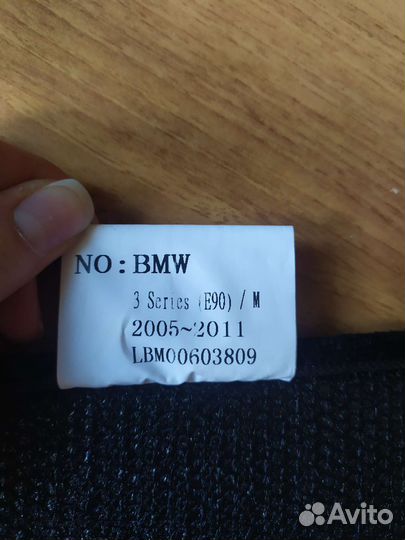 NO: BMW
3 Series (E90) / M
2005~2011
LBM00603809
Avito